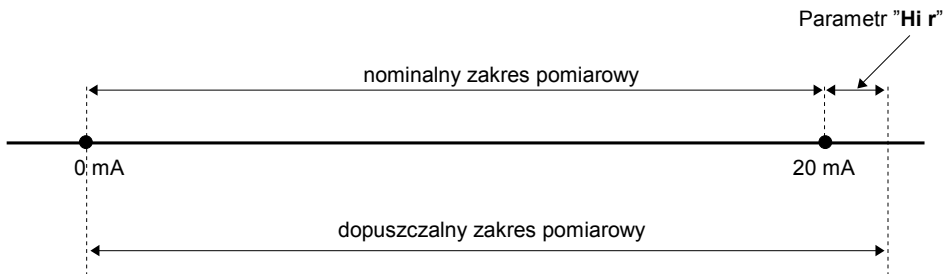 Parametr "Hi r"
nominalny zakres pomiarowy
0 mA
20 mA
dopuszczalny zakres pomiarowy